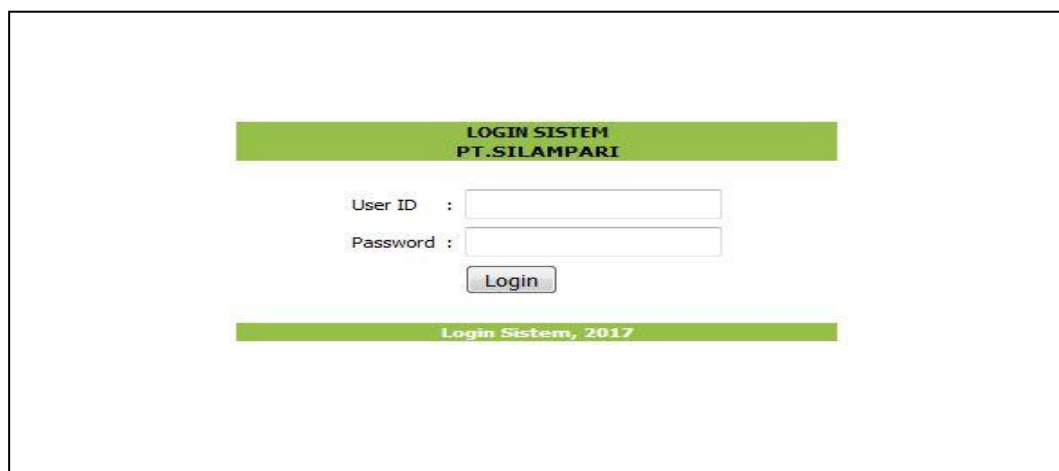 LOGIN SISTEM
PT.SILAMPARI
User ID :
Password :
Login
Login Sistem, 2017